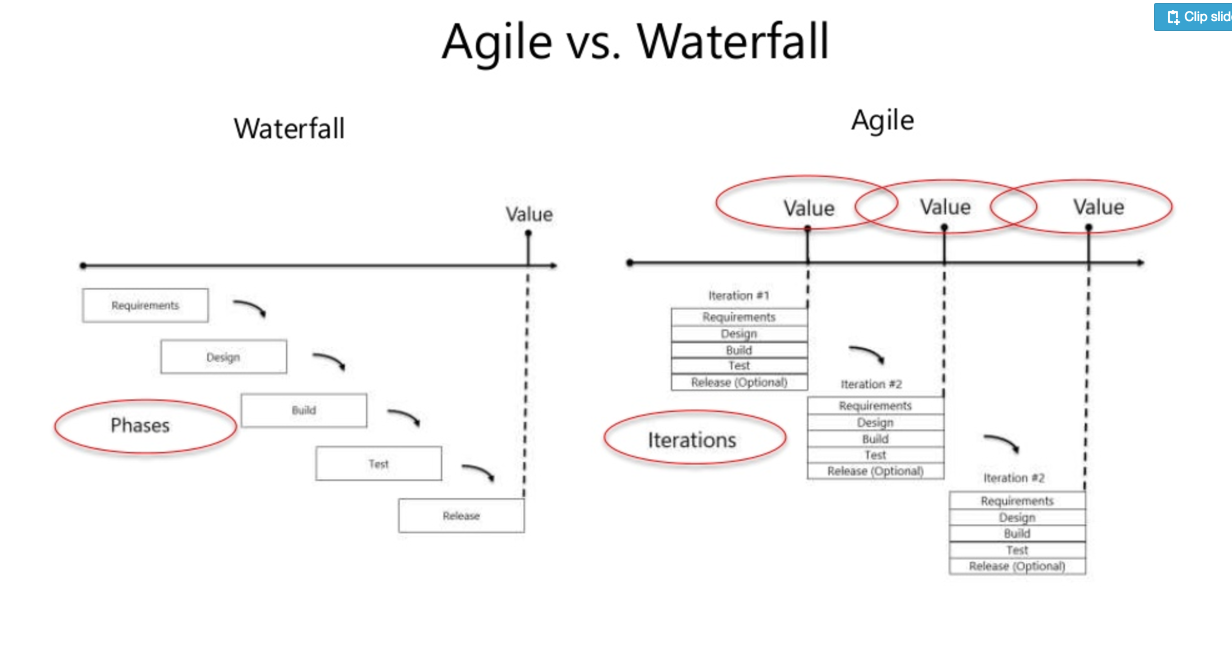 Clip slid
Agile vs. Waterfall
Waterfall
Value
Requirements
Design
Build
Test
Release
Phases
Agile
Value
Value
Value
Iteration #1
Requirements
Design
Build
Test
Release (Optional)
Iteration #2
Requirements
Design
Build
Test
Release (Optional)
Iteration #2
Requirements
Design
Build
Test
Release (Optional)
Iterations